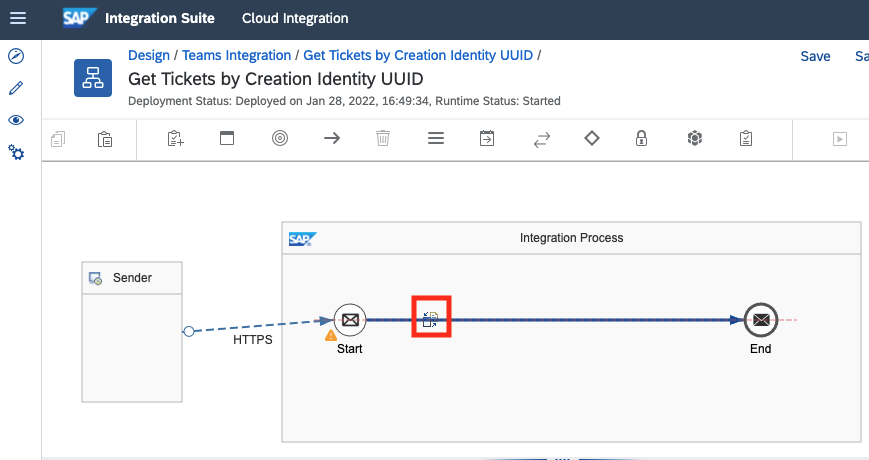 SAP Integration Suite Cloud Integration
Design / Teams Integration / Get Tickets by Creation Identity UUID /
Save Sa
Get Tickets by Creation Identity UUID
Deployment Status: Deployed on Jan 28, 2022, 16:49:34, Runtime Status: Started
SAP Integration Process
Sender
HTTPS
Start
End